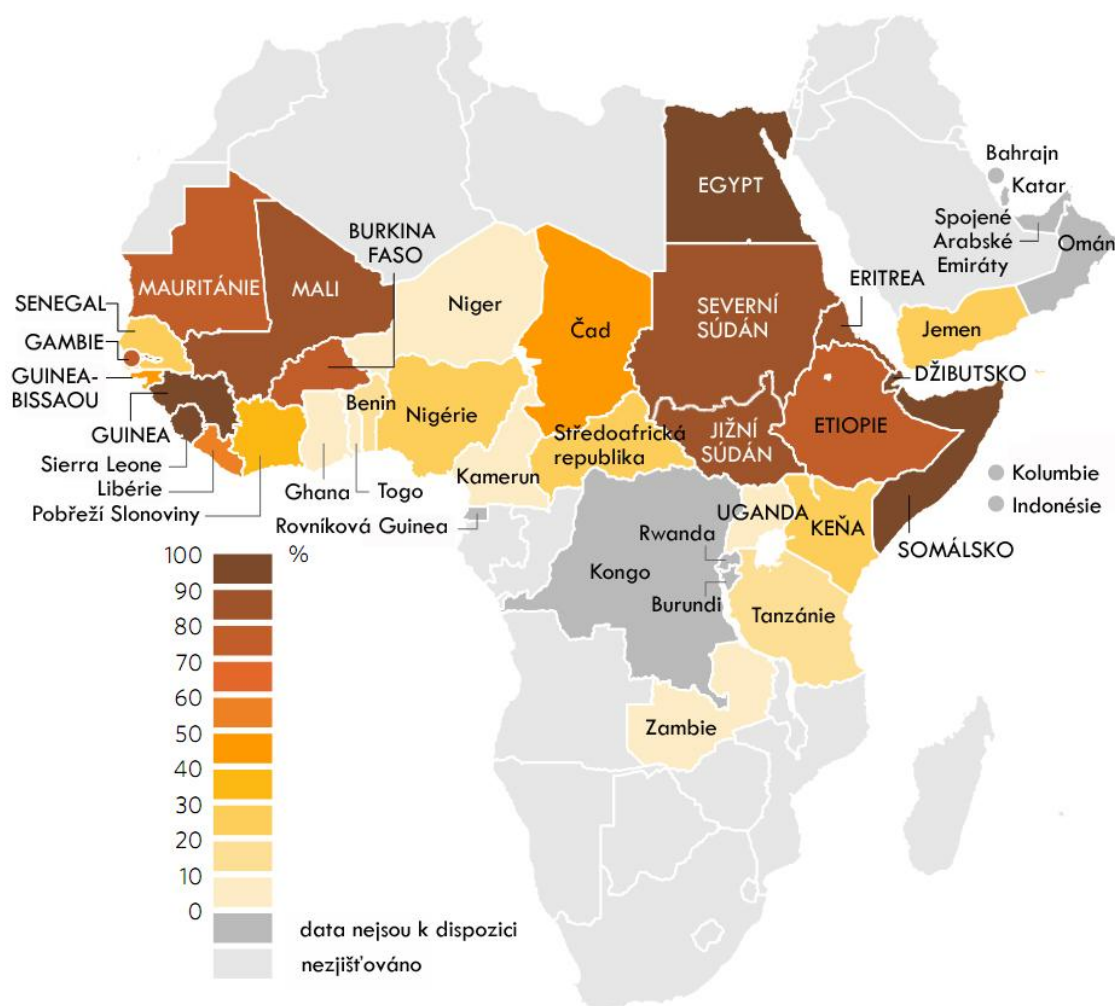 EGYPT
Bahrajn
Katar
Spojené
Arabské
Emiráty
Omán
BURKINA
FASO
MAURITÁNIE
MALI
Niger
Čad
SEVERNÍ
SÚDÁN
ERITREA
SENEGAL
GAMBIE
GUINEA-
BISSAOU
GUINEA
Sierra Leone
Libérie
Pobřeží Slonoviny
Jemen
DŽIBUTSKO
Benin
Nigérie
Středoafrická
republika
JIŽNÍ
SÚDÁN
ETIOPIE
Kamerun
Ghana
Togo
Rovníková Guinea
Kolumbie
Indonésie
UGANDA
KEŇA
SOMÁLSKO
Rwanda
Kongo
Burundi
Tanzánie
Zambie
100 %
90
80
70
60
50
40
30
20
10
0
data nejsou k dispozici
nezjišťováno